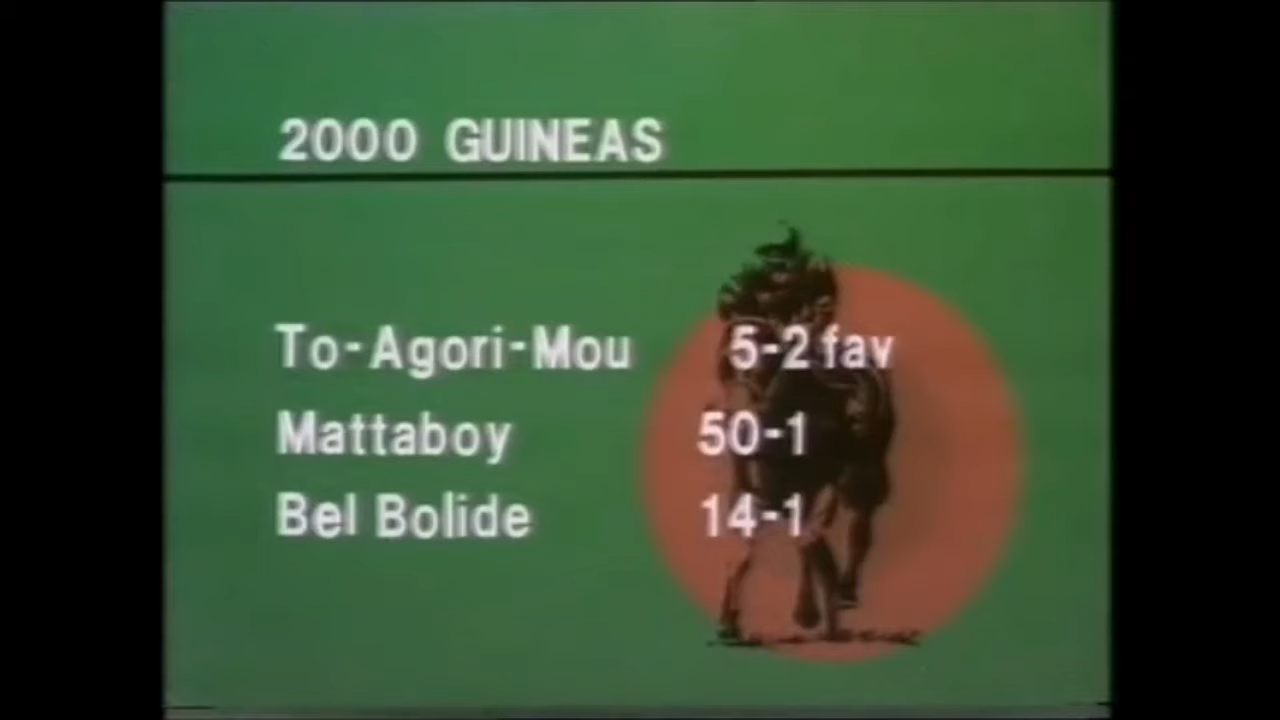 2000 GUINEAS
To-Agori-Mou 5-2 fav
Mattaboy 50-1
Bel Bolide 14-1